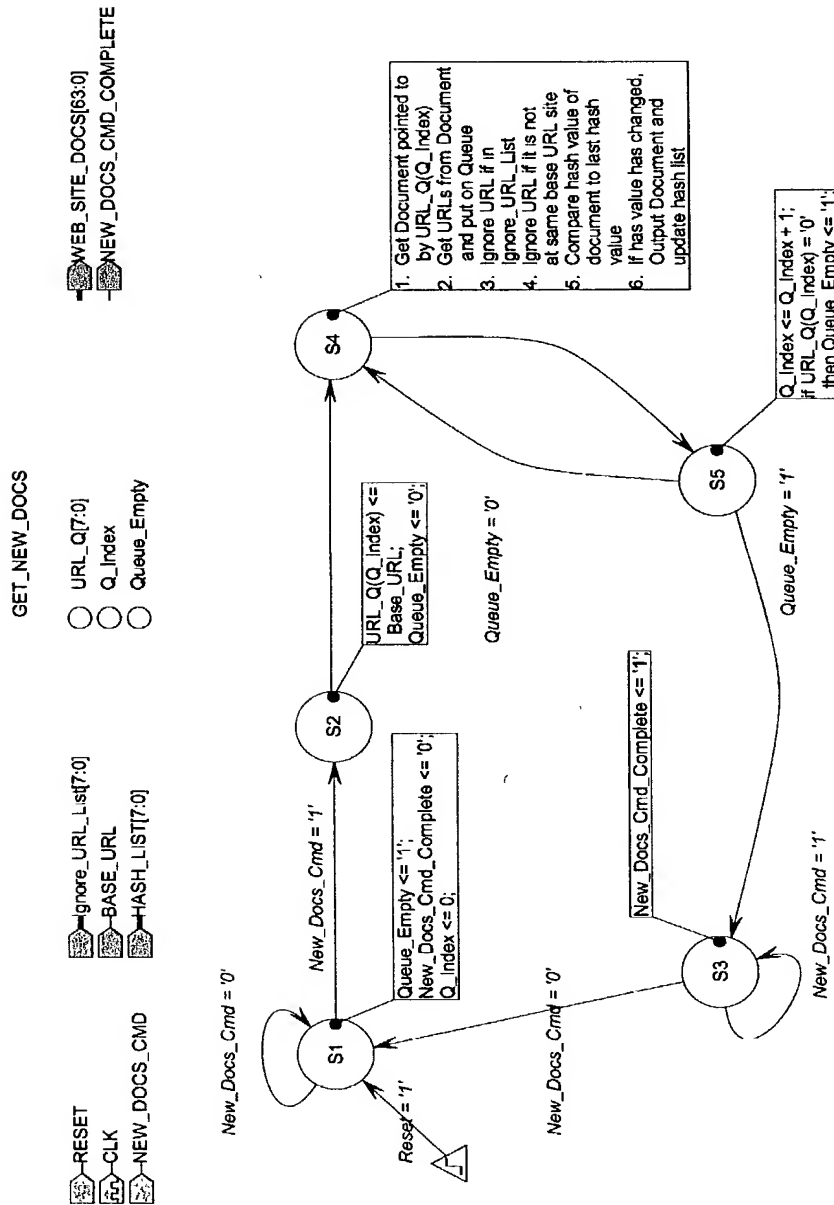 GET_NEW_DOCS
RESET
CLK
NEW_DOCS_CMD
Ignore_URL_List[7:0]
BASE_URL
HASH_LIST[7:0]
URL_Q[7:0]
Q_Index
Queue_Empty
WEB_SITE_DOCS[63:0]
NEW_DOCS_CMD_COMPLETE
New_Docs_Cmd = '0'
S1
Reset = '1'
Queue_Empty <= '1';
New_Docs_Cmd_Complete <= '0';
Q_Index <= 0;
New_Docs_Cmd = '1'
S2
URL_Q(Q_Index) <=
Base_URL;
Queue_Empty <= '0';
S4
1. Get Document pointed
by URL_Q(Q_Index)
2. Get URLs from Document
and put on Queue
3. Ignore URL if in
Ignore_URL_List
4. Ignore URL if it is not
at same base URL site
5. Compare hash value of
document to last hash
value
6. If has value has changed,
Output Document and
update hash list
New_Docs_Cmd = '0'
New_Docs_Cmd_Complete <= '1';
S3
New_Docs_Cmd = '1'
Queue_Empty = '0'
S5
Queue_Empty = '1'
Q_Index <= Q_Index + 1;
if URL_Q(Q_Index) = '0'
then Queue_Empty <= '1';